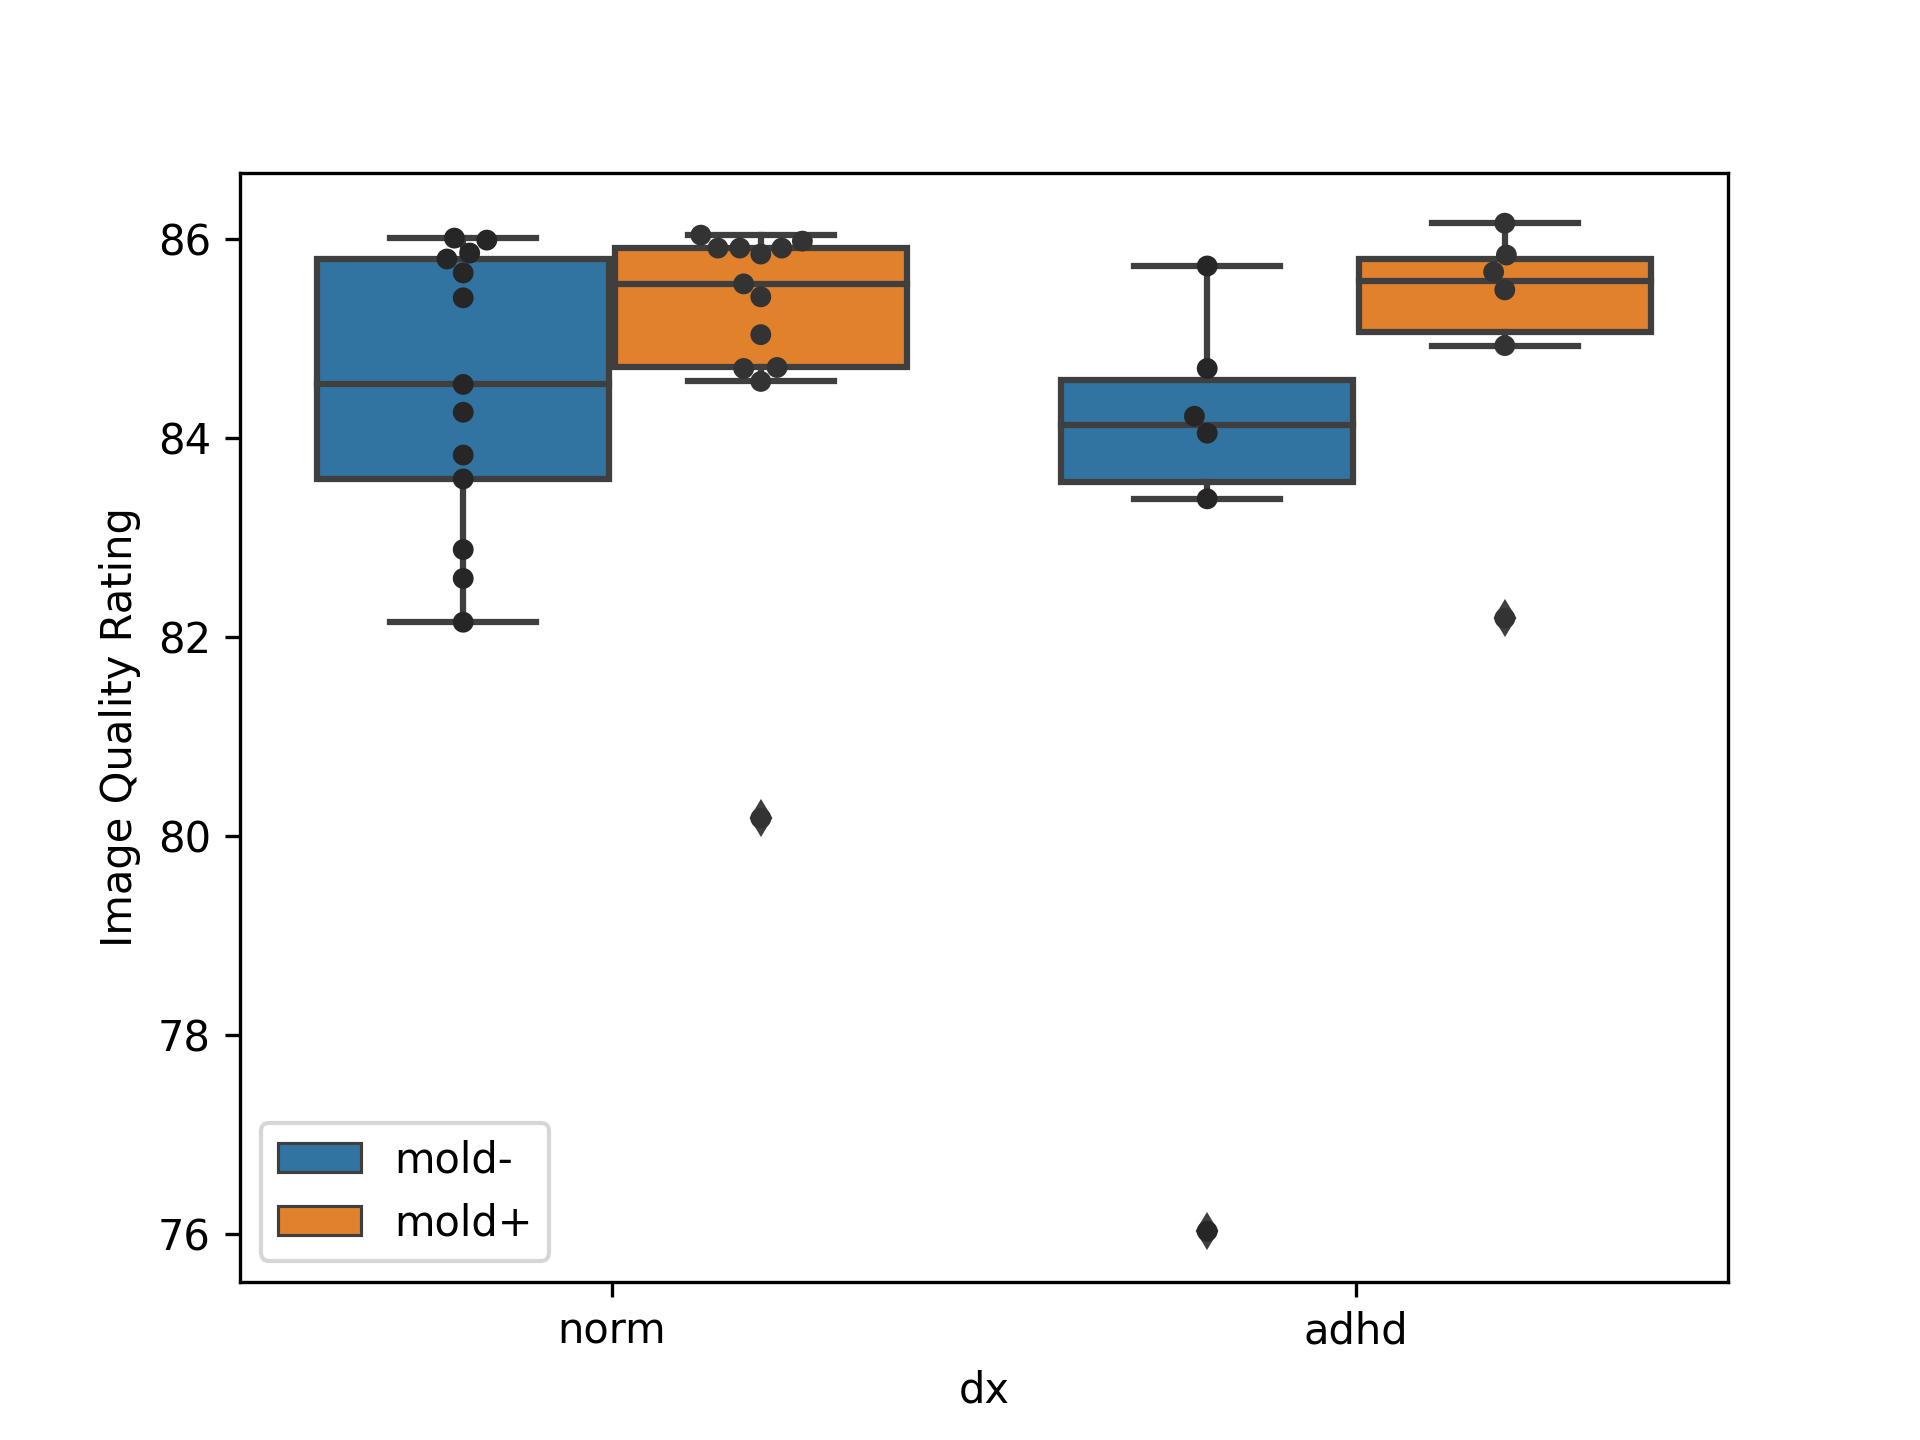 86
84
82
80
78
76
Image Quality Rating
mold-
mold+
norm
adhd
dx